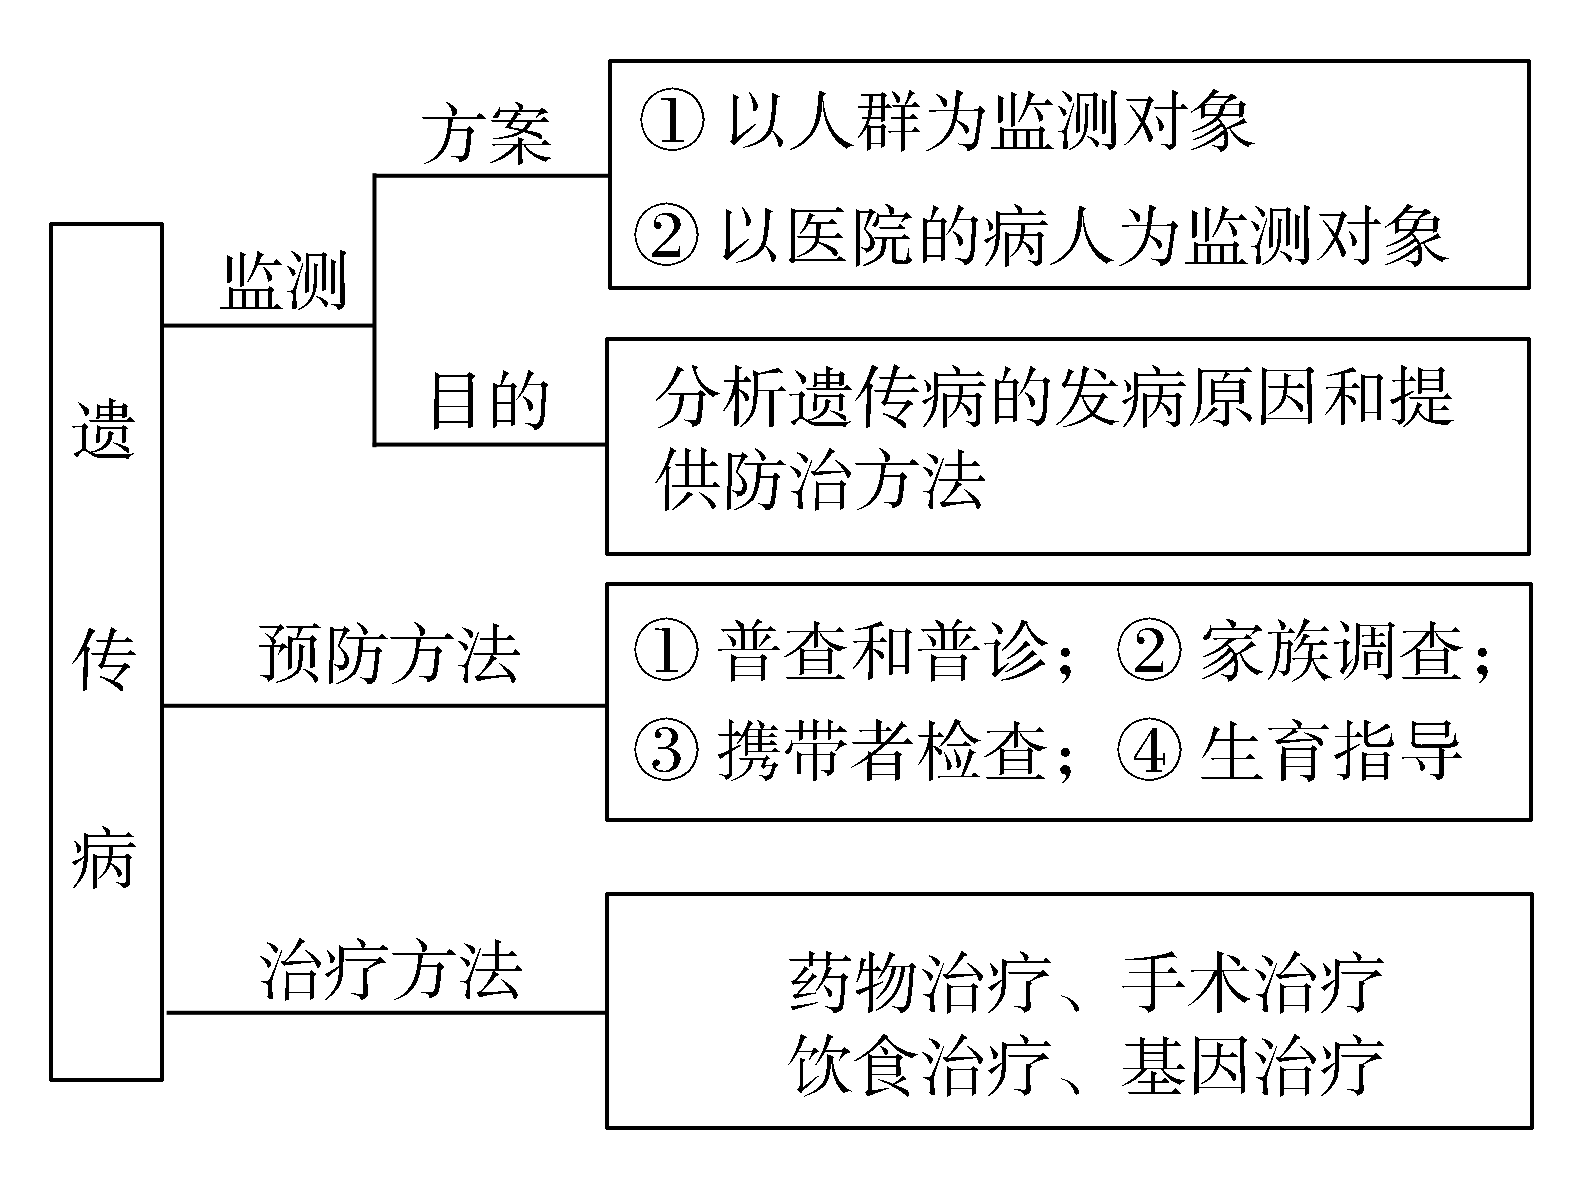 遗传病
监测
方案
① 以人群为监测对象
② 以医院的病人为监测对象
目的
分析遗传病的发病原因和提
供防治方法
预防方法
① 普查和普诊；② 家族调查；
③ 携带者检查；④ 生育指导
治疗方法
药物治疗、手术治疗
饮食治疗、基因治疗